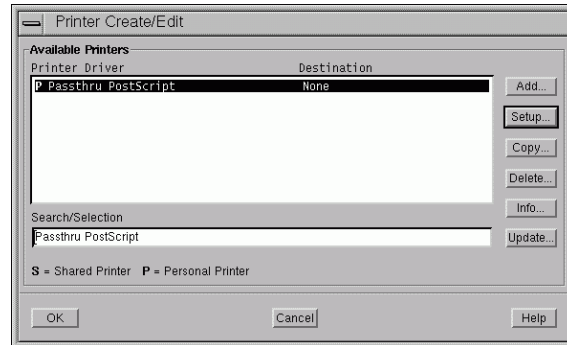 Printer Create/Edit
Available Printers
Printer Driver Destination
P Passthru PostScript None
Add...
Setup...
Copy...
Delete...
Info...
Update...
Search/Selection
Passthru PostScript
S = Shared Printer P = Personal Printer
OK Cancel Help